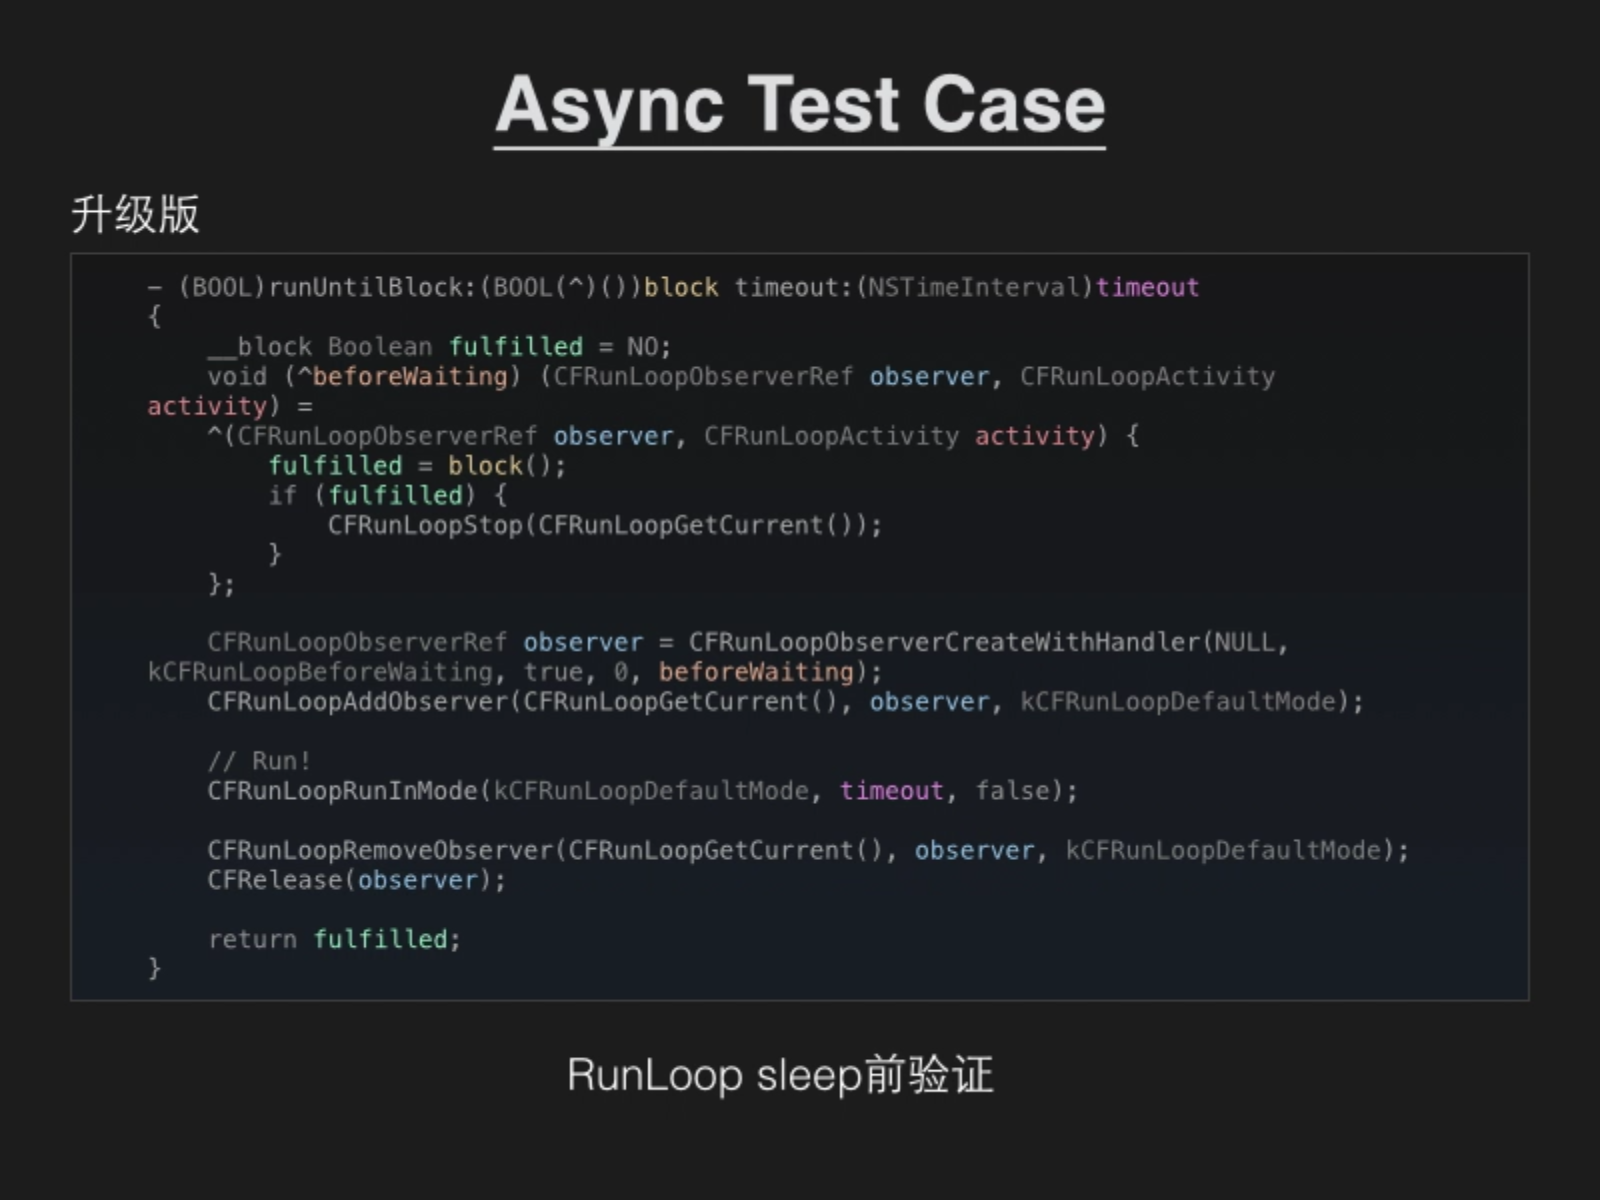 Async Test Case
升级版
– (BOOL)runUntilBlock:(BOOL(^)())block timeout:(NSTimeInterval)timeout
{
    __block Boolean fulfilled = NO;
    void (^beforeWaiting) (CFRunLoopObserverRef observer, CFRunLoopActivity
activity) =
    ^(CFRunLoopObserverRef observer, CFRunLoopActivity activity) {
        fulfilled = block();
        if (fulfilled) {
            CFRunLoopStop(CFRunLoopGetCurrent());
        }
    };
    CFRunLoopObserverRef observer = CFRunLoopObserverCreateWithHandler(NULL,
kCFRunLoopBeforeWaiting, true, 0, beforeWaiting);
    CFRunLoopAddObserver(CFRunLoopGetCurrent(), observer, kCFRunLoopDefaultMode);
    // Run!
    CFRunLoopRunInMode(kCFRunLoopDefaultMode, timeout, false);
    CFRunLoopRemoveObserver(CFRunLoopGetCurrent(), observer, kCFRunLoopDefaultMode);
    CFRelease(observer);
    return fulfilled;
}
RunLoop sleep前验证